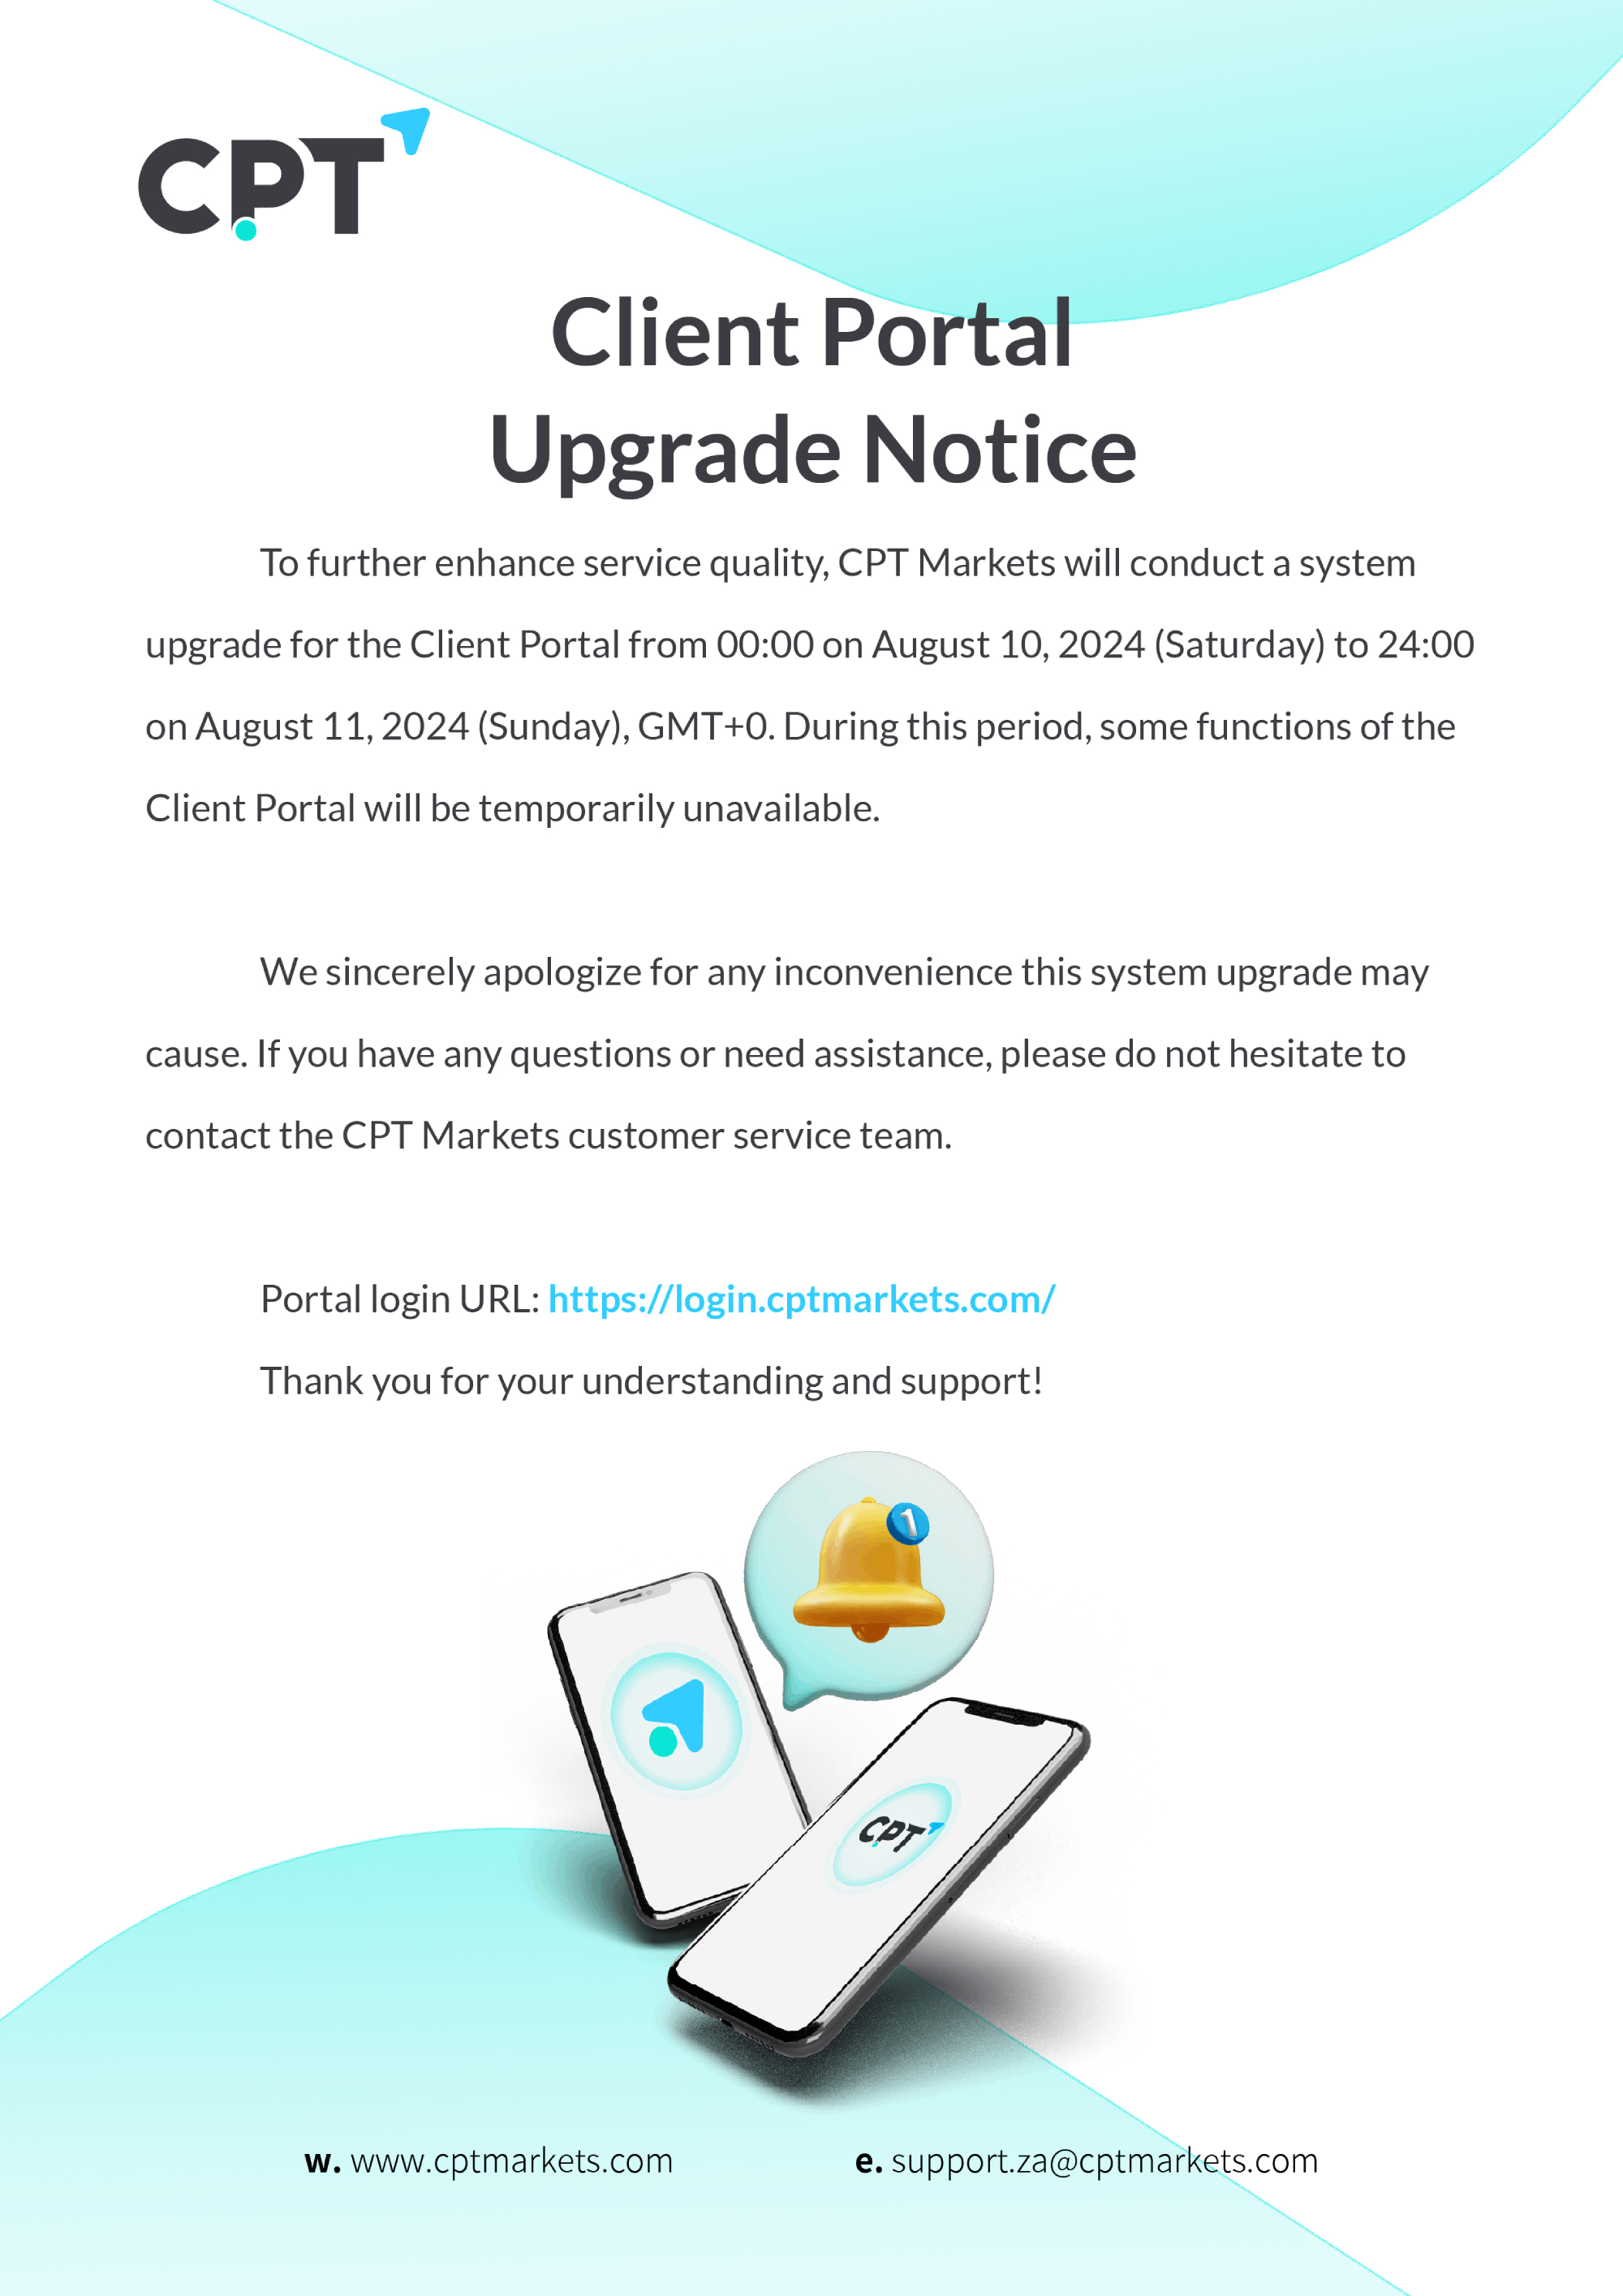 CPT
Client Portal
Upgrade Notice
To further enhance service quality, CPT Markets will conduct a system
upgrade for the Client Portal from 00:00 on August 10, 2024 (Saturday) to 24:00
on August 11, 2024 (Sunday), GMT+0. During this period, some functions of the
Client Portal will be temporarily unavailable.
We sincerely apologize for any inconvenience this system upgrade may
cause. If you have any questions or need assistance, please do not hesitate to
contact the CPT Markets customer service team.
Portal login URL: https://login.cptmarkets.com/
Thank you for your understanding and support!
1
CPT
w. www.cptmarkets.com
e. support.za@cptmarkets.com